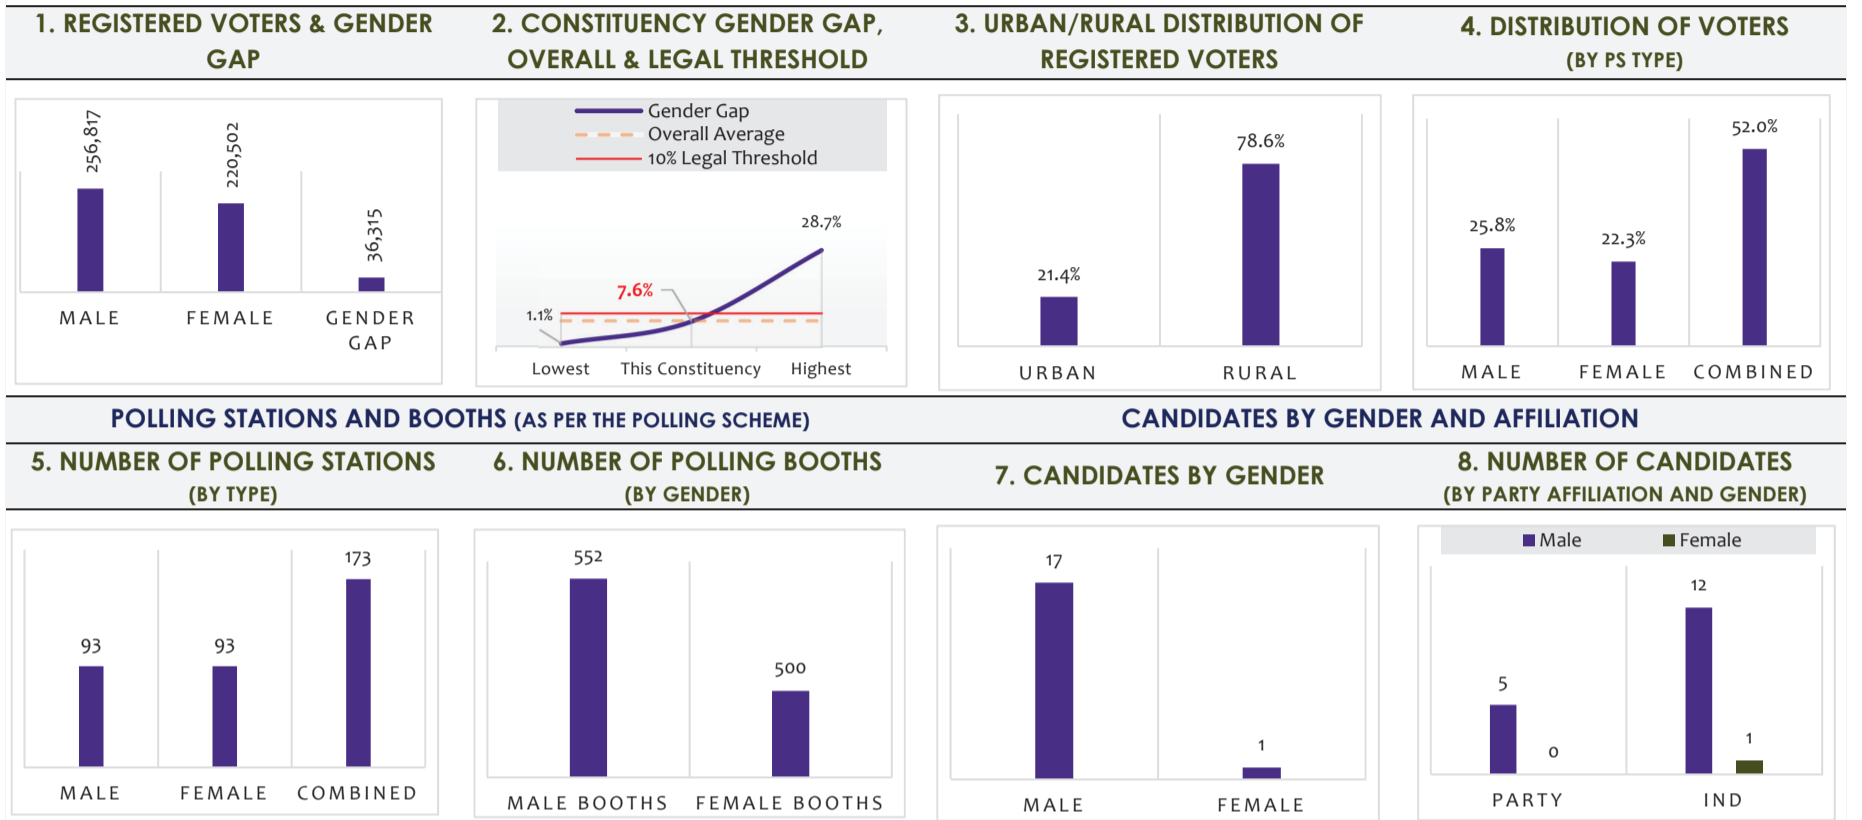 1. REGISTERED VOTERS & GENDER
GAP
256,817
220,502
36,315
MALE
FEMALE
GENDER
GAP
2. CONSTITUENCY GENDER GAP,
OVERALL & LEGAL THRESHOLD
Gender Gap
Overall Average
10% Legal Threshold
28.7%
7.6%
1.1%
Lowest
This Constituency
Highest
3. URBAN/RURAL DISTRIBUTION OF
REGISTERED VOTERS
78.6%
21.4%
URBAN
RURAL
4. DISTRIBUTION OF VOTERS
(BY PS TYPE)
52.0%
25.8%
22.3%
MALE
FEMALE
COMBINED
POLLING STATIONS AND BOOTHS (AS PER THE POLLING SCHEME)
CANDIDATES BY GENDER AND AFFILIATION
5. NUMBER OF POLLING STATIONS
(BY TYPE)
173
93
93
MALE
FEMALE
COMBINED
6. NUMBER OF POLLING BOOTHS
(BY GENDER)
552
500
MALE BOOTHS
FEMALE BOOTHS
7. CANDIDATES BY GENDER
17
1
MALE
FEMALE
8. NUMBER OF CANDIDATES
(BY PARTY AFFILIATION AND GENDER)
Male
Female
12
5
0
1
PARTY
IND